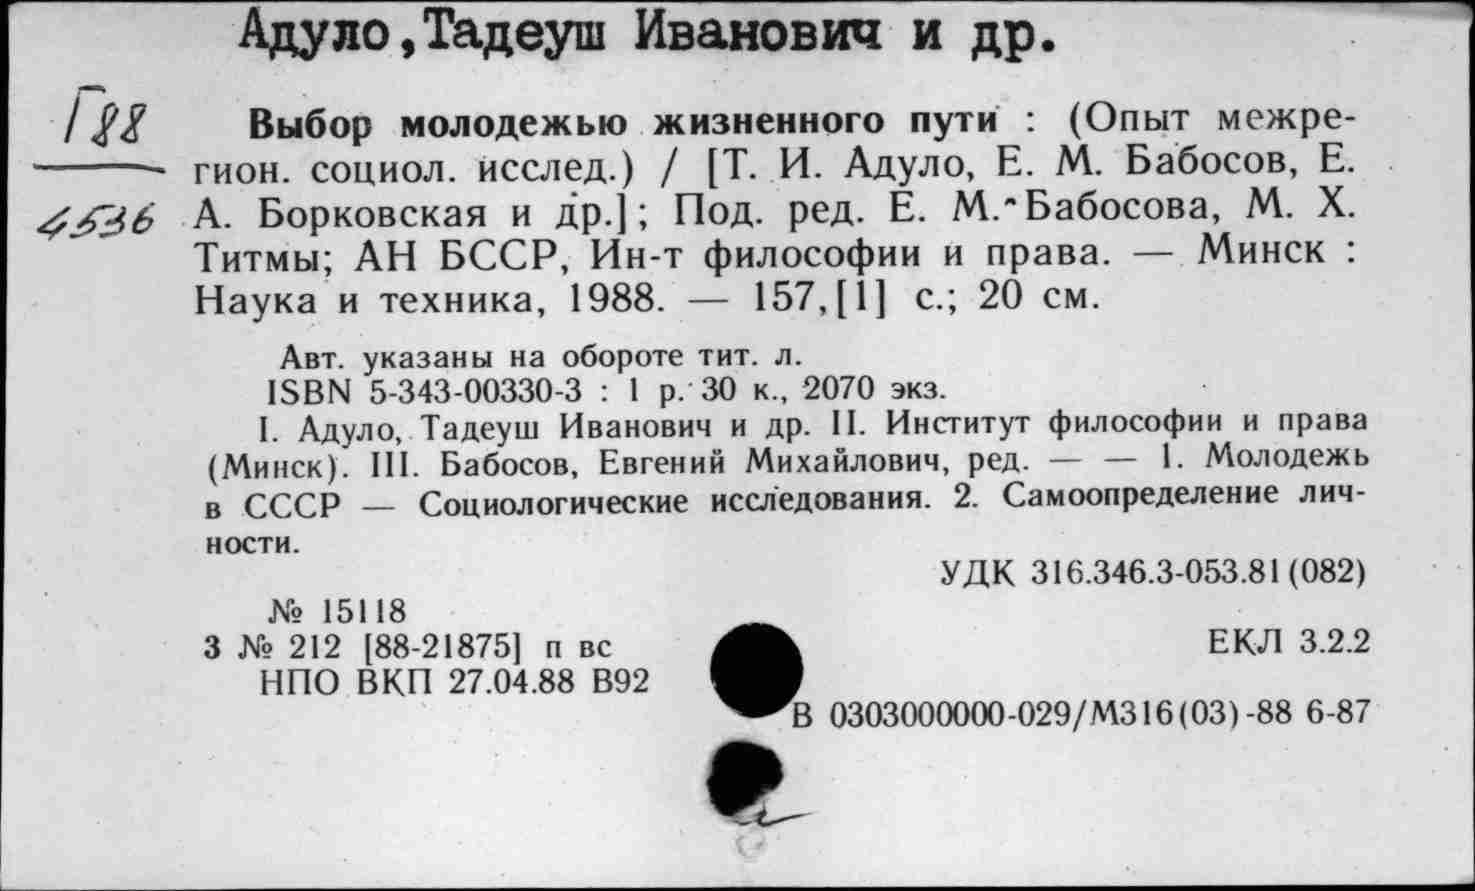 Адуло,Тадеуш Иванович и др.
Г88
4536
Выбор молодежью жизненного пути : (Опыт межре-
гион. социол. исслед.) / [Т. И. Адуло, Е. М. Бабосов, Е.
А. Борковская и др.]; Под. ред. Е. М. Бабосова, М. Х.
Титмы; АН БССР, Ин-т философии и права. — Минск :
Наука и техника, 1988. — 157,[1] с.; 20 см.
Авт. указаны на обороте тит. л.
ISBN 5-343-00330-3 : 1 р. 30 к., 2070 экз.
I. Адуло, Тадеуш Иванович и др. II. Институт философии и права
(Минск). III. Бабосов, Евгений Михайлович, ред. — — 1. Молодежь
в СССР — Социологические исследования. 2. Самоопределение лич-
ности.
УДК 316.346.3-053.81(082)
№ 15118
3 № 212 [88-21875] п вс
ЕКЛ 3.2.2
НПО ВКП 27.04.88 В92
В 0303000000-029/М316(03)-88 6-87